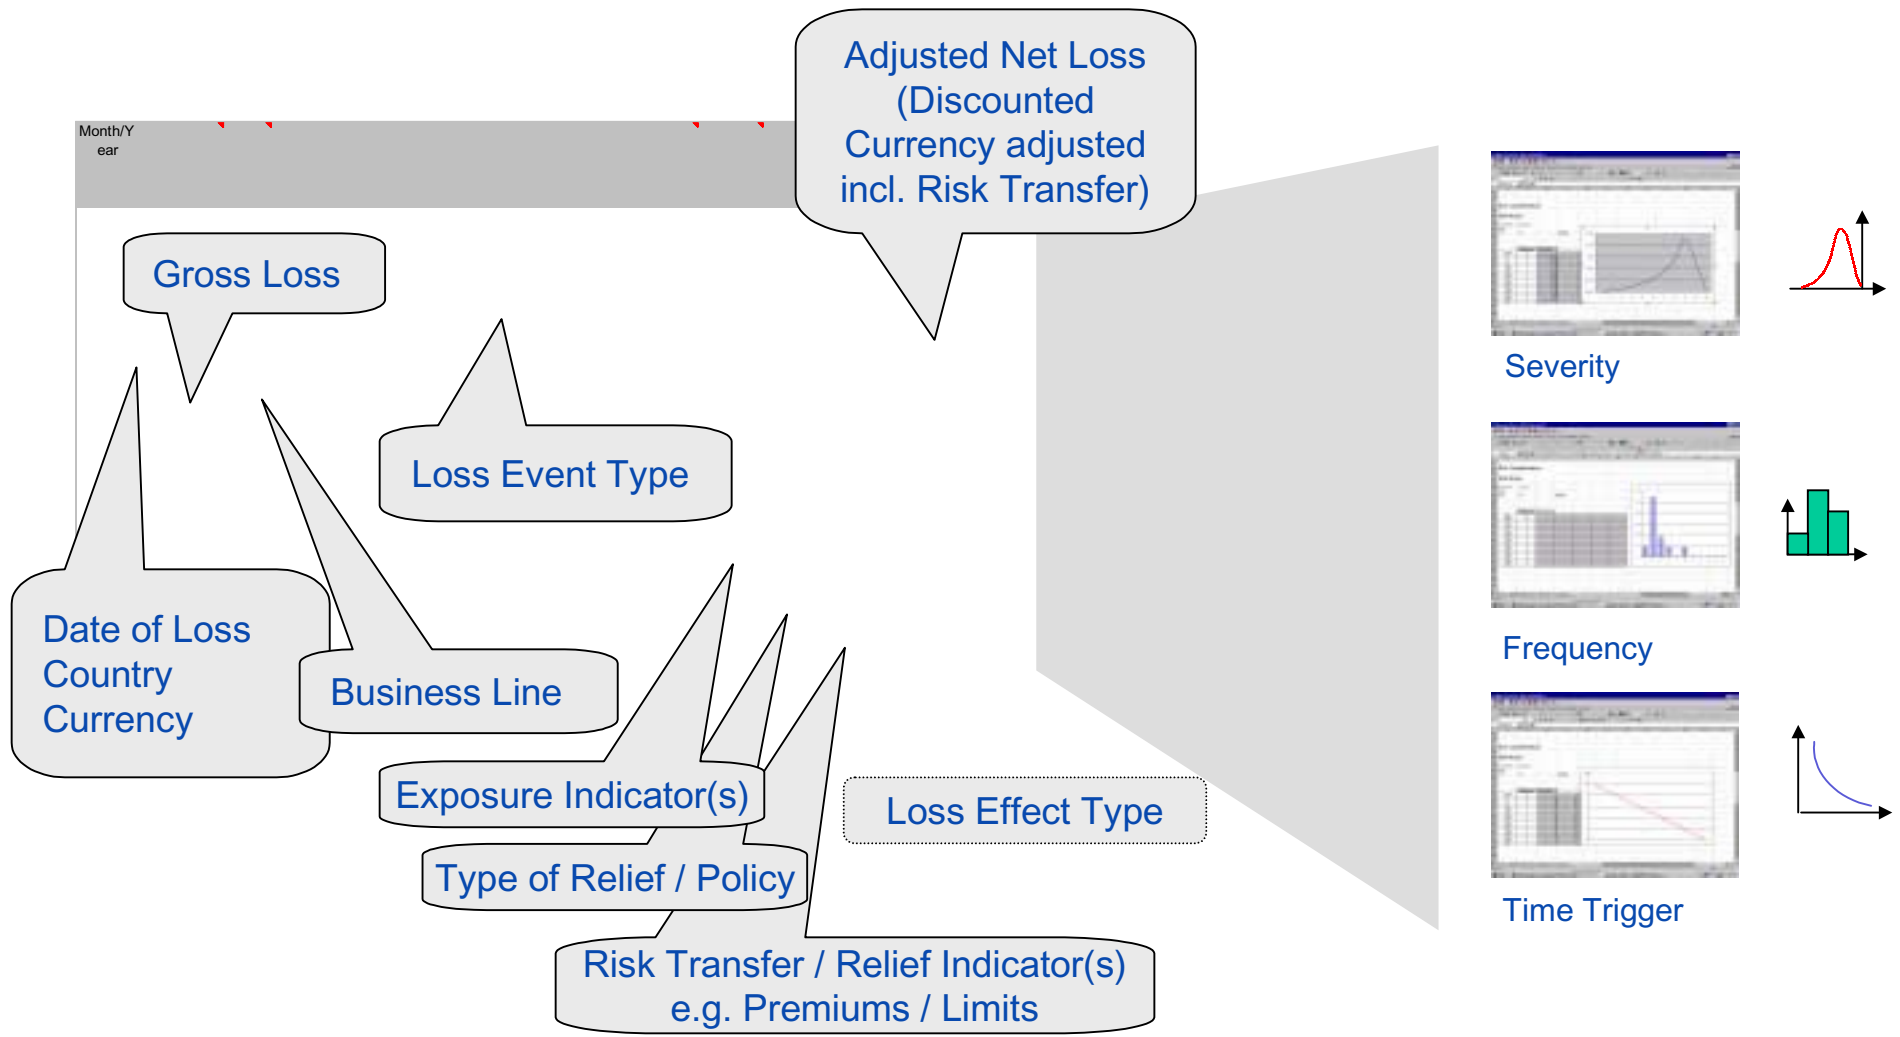 Adjusted Net Loss
(Discounted
Currency adjusted
incl. Risk Transfer)
Month/Y
ear
Gross Loss
Severity
Loss Event Type
Date of Loss
Country
Currency
Business Line
Frequency
Exposure Indicator(s)
Loss Effect Type
Type of Relief / Policy
Time Trigger
Risk Transfer / Relief Indicator(s)
e.g. Premiums / Limits